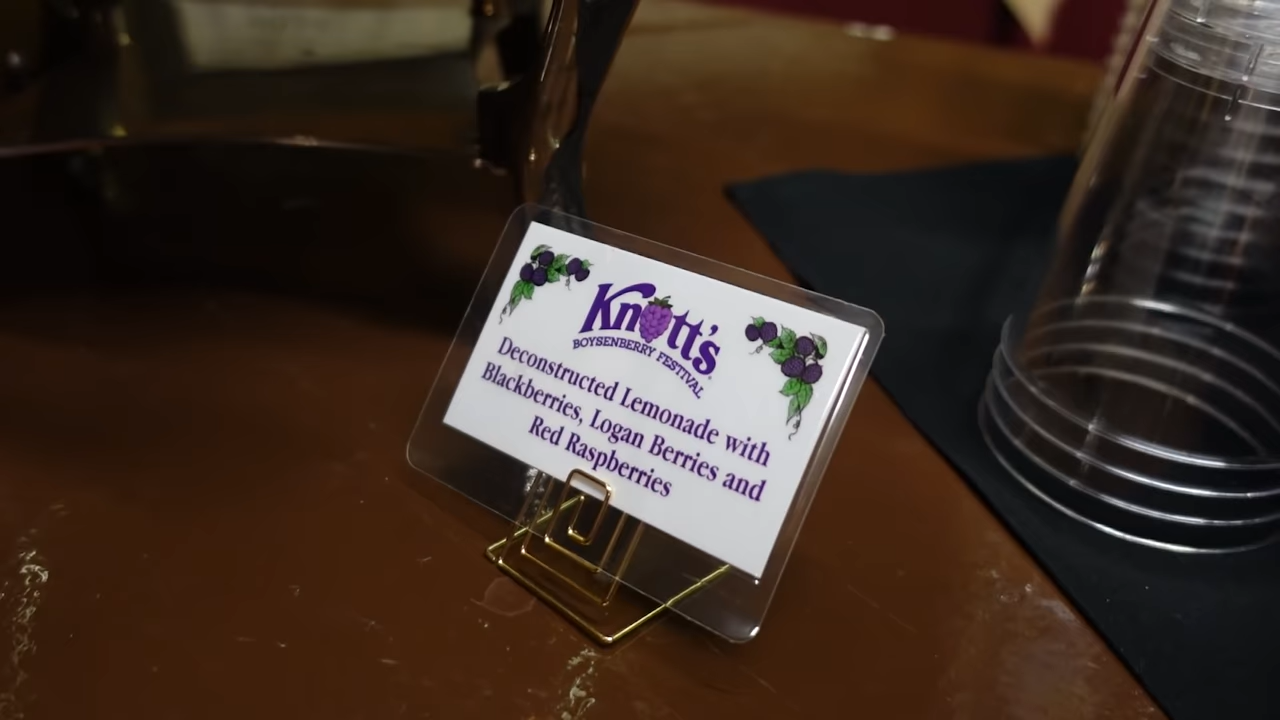 Knott's
BOYSENBERRY FESTIVAL
Deconstructed Lemonade with
Blackberries, Logan Berries and
Red Raspberries